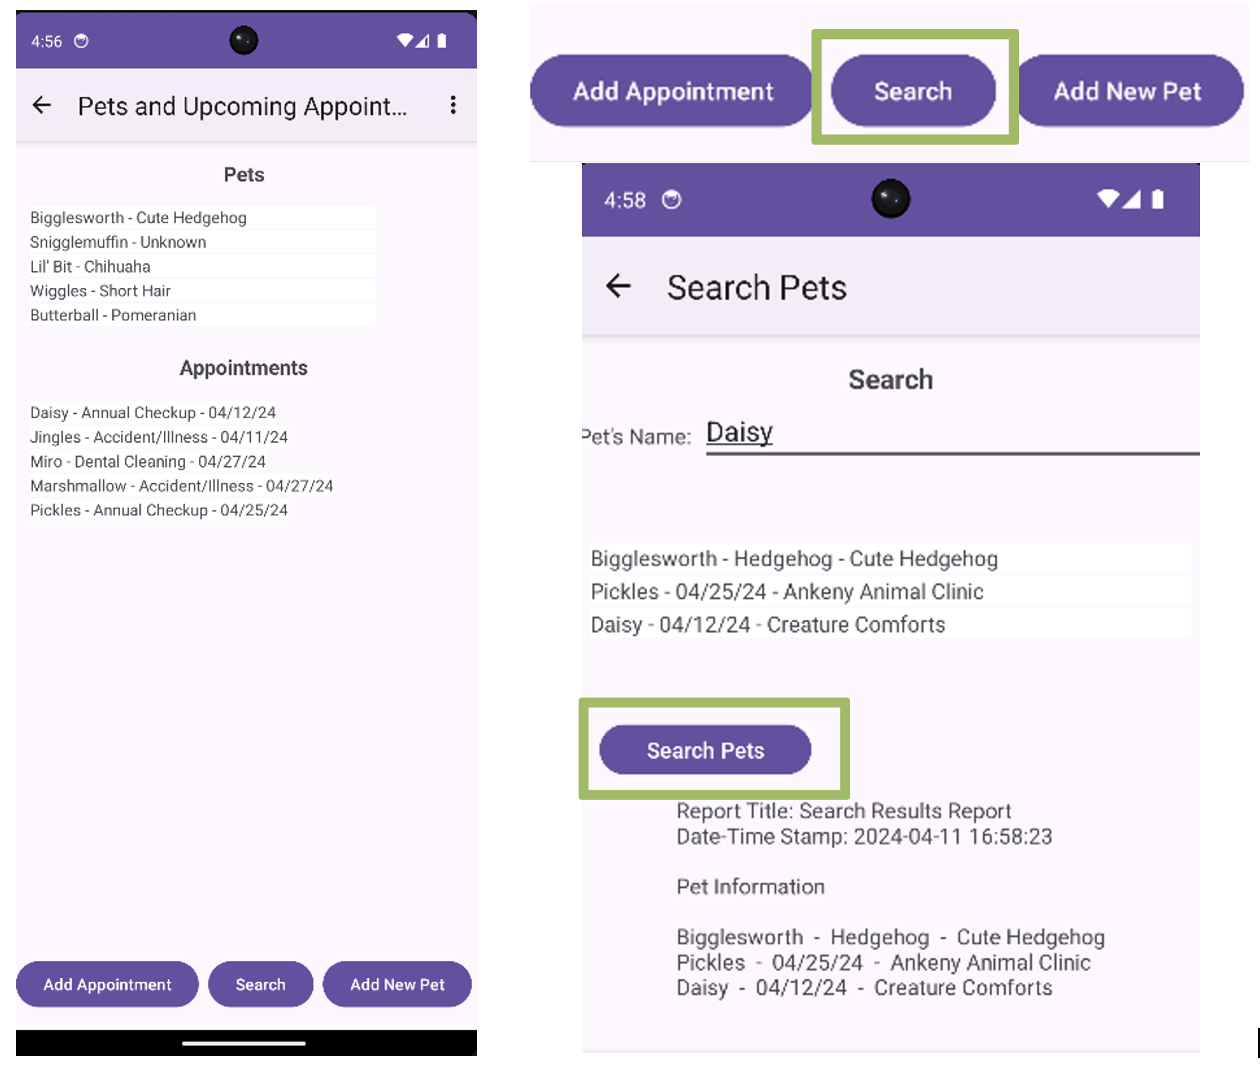 4:56
Pets and Upcoming Appoint...
Pets
Bigglesworth - Cute Hedgehog
Snigglemuffin - Unknown
Lil' Bit - Chihuaha
Wiggles - Short Hair
Butterball - Pomeranian
Appointments
Daisy - Annual Checkup - 04/12/24
Jingles - Accident/Illness - 04/11/24
Miro - Dental Cleaning - 04/27/24
Marshmallow - Accident/Illness - 04/27/24
Pickles - Annual Checkup - 04/25/24
Add Appointment Search Add New Pet
Add Appointment Search Add New Pet
4:58
Search Pets
Search
Pet's Name: Daisy
Bigglesworth - Hedgehog - Cute Hedgehog
Pickles - 04/25/24 - Ankeny Animal Clinic
Daisy - 04/12/24 - Creature Comforts
Search Pets
Report Title: Search Results Report
Date-Time Stamp: 2024-04-11 16:58:23
Pet Information
Bigglesworth - Hedgehog - Cute Hedgehog
Pickles - 04/25/24 - Ankeny Animal Clinic
Daisy - 04/12/24 - Creature Comforts